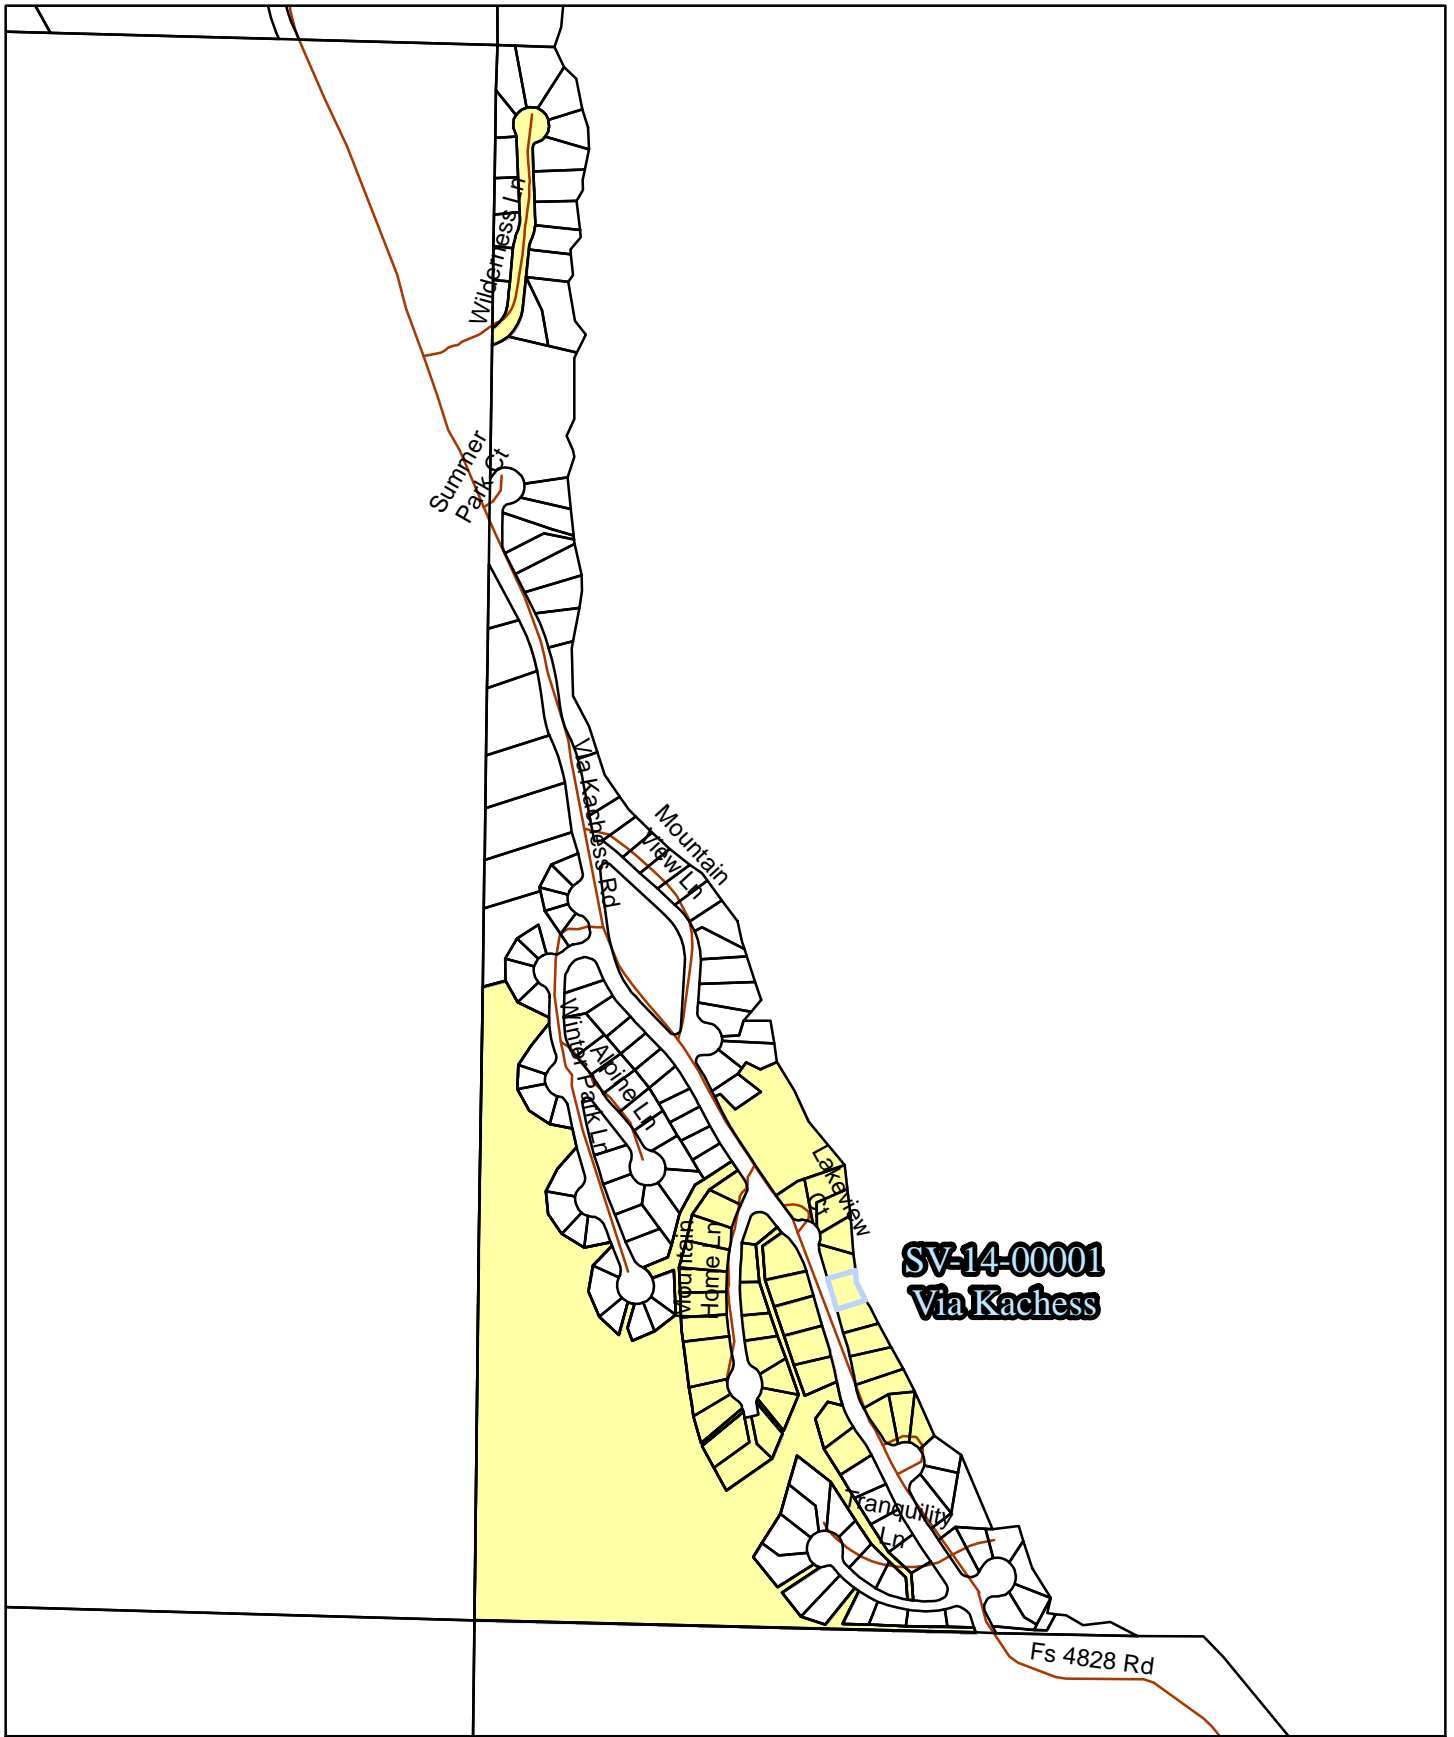 Wilderness Ln
Summer
Park Ct
Via Kachess Rd
Mountain
View Ln
Winter Park Ln
Alpine Ln
Lakeview
Ct
Mountain
Home Ln
SV-14-00001
Via Kachess
Tranquility
Ln
Fs 4828 Rd